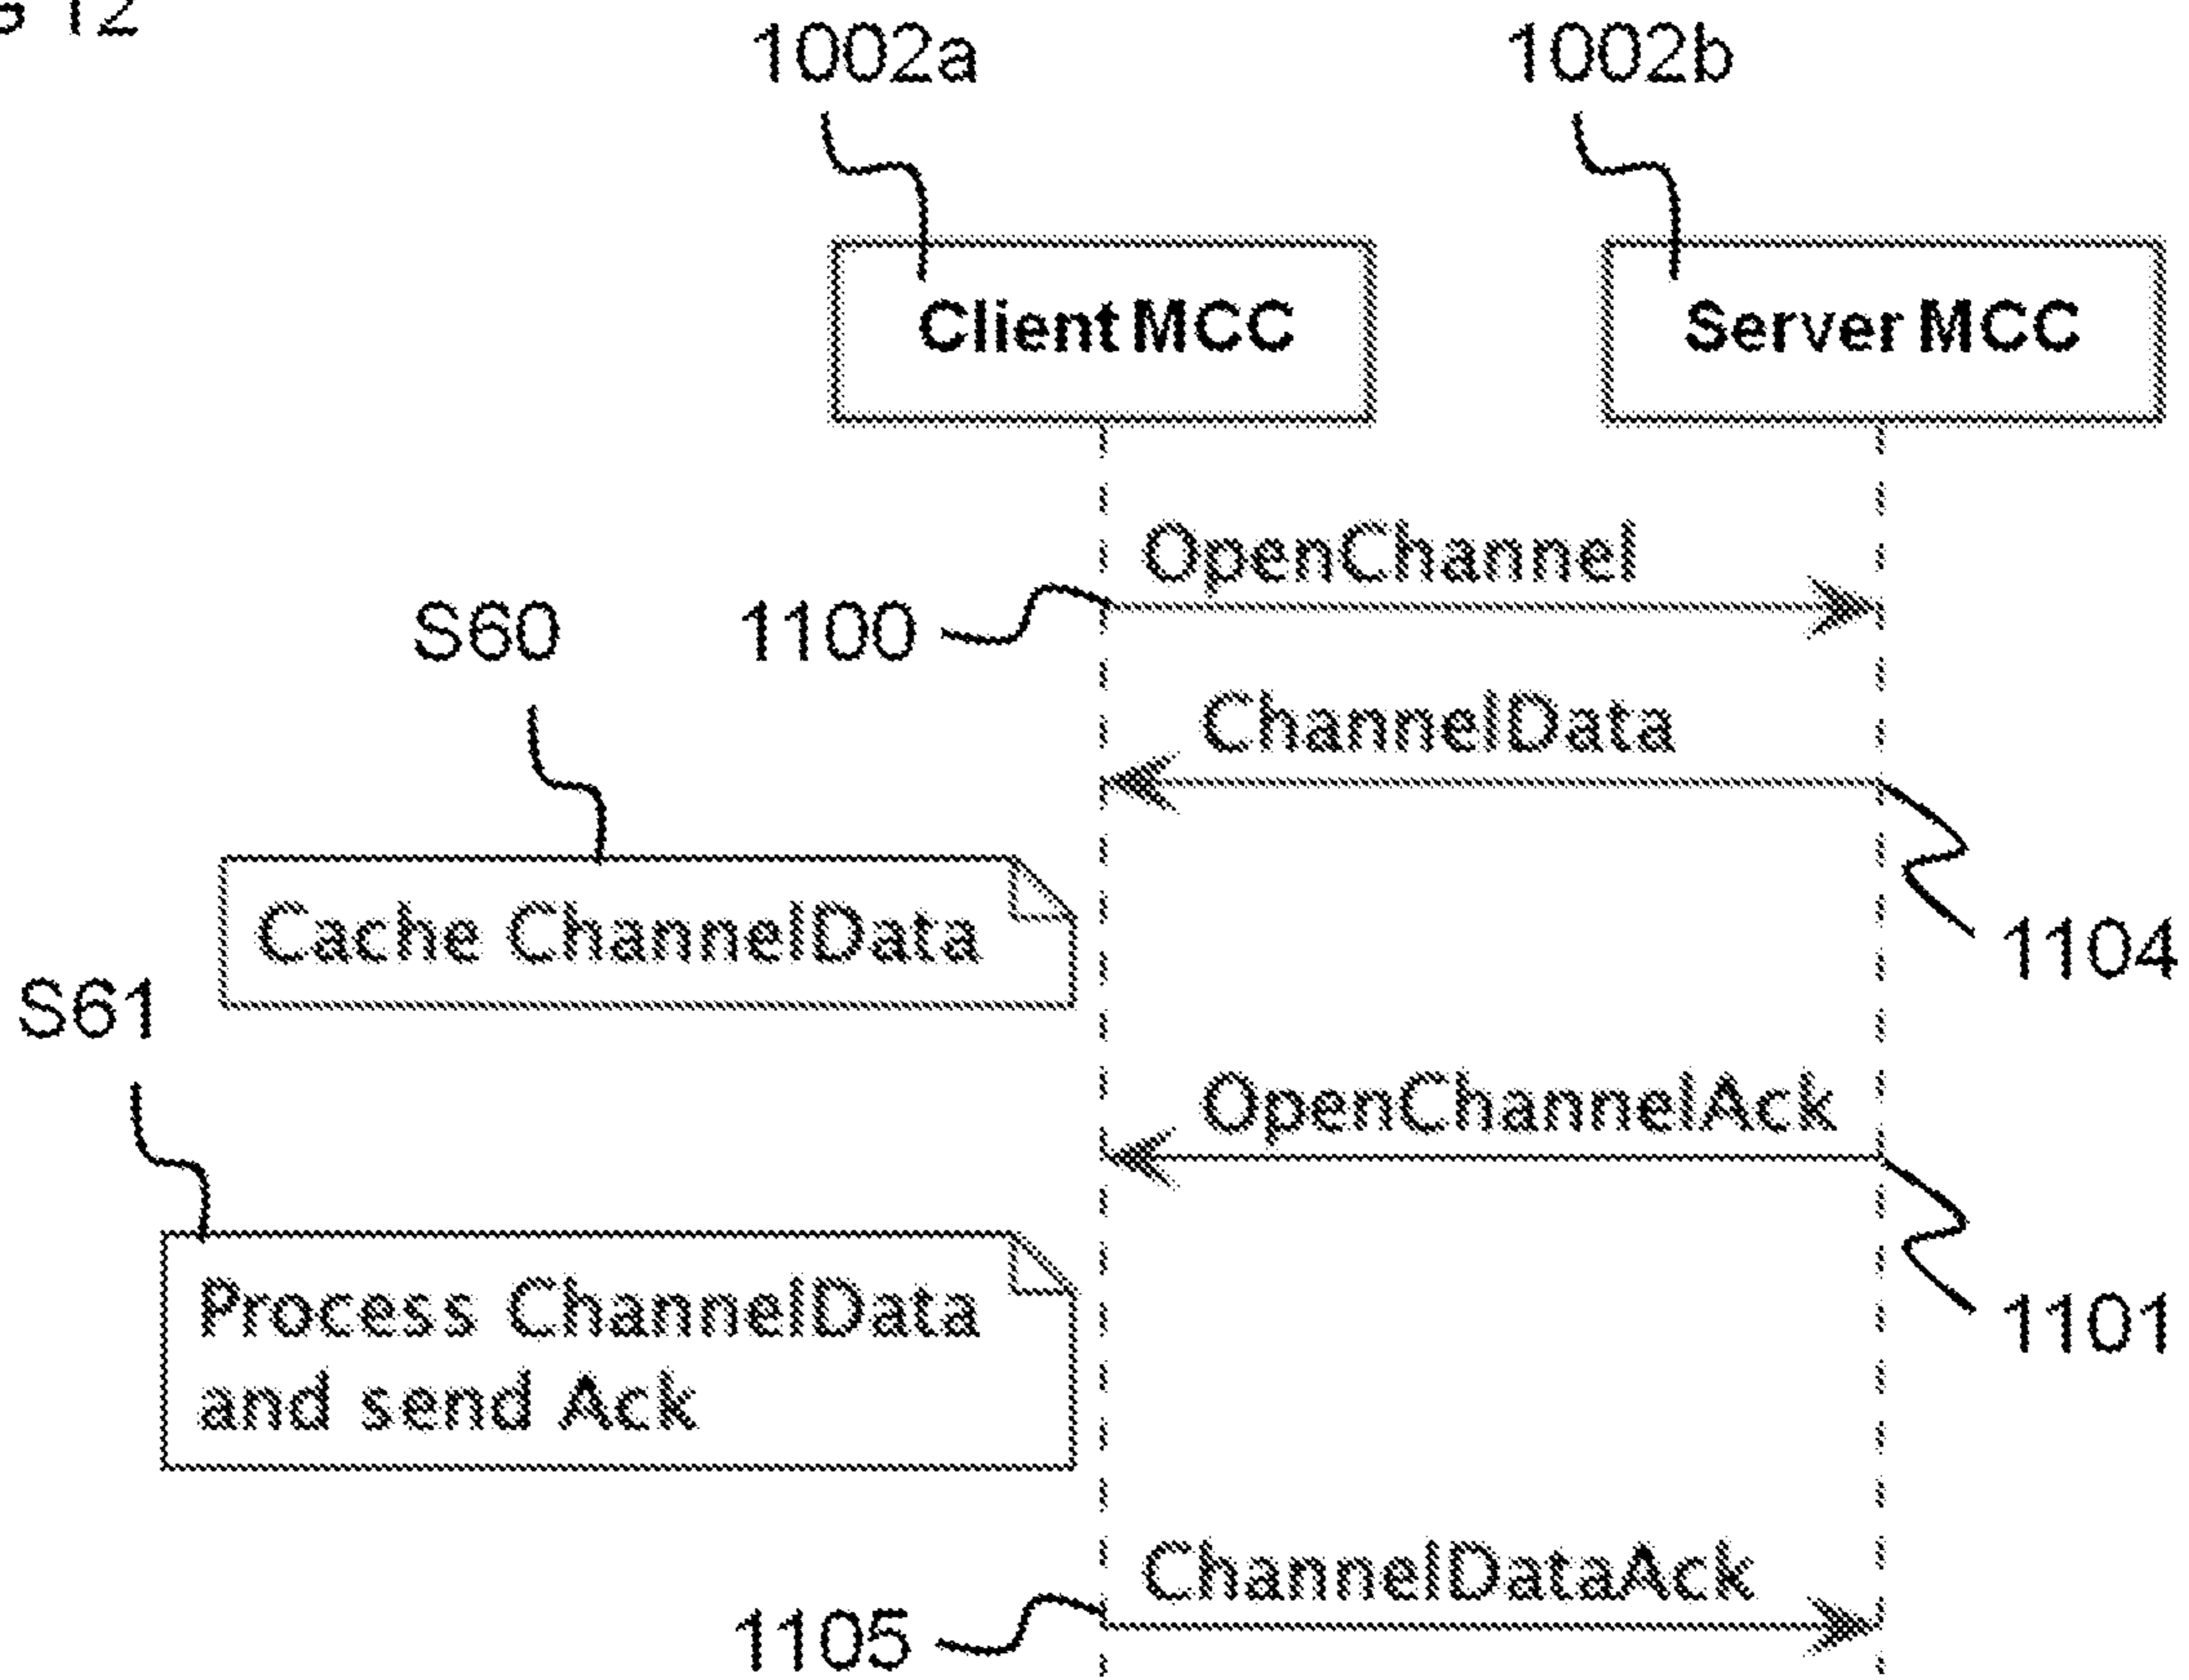 12
1002a
1002b
Client MCC
Server MCC
OpenChannel
S60
1100
ChannelData
Cache ChannelData
1104
S61
OpenChannelAck
Process ChannelData
and send Ack
1101
ChannelDataAck
1105